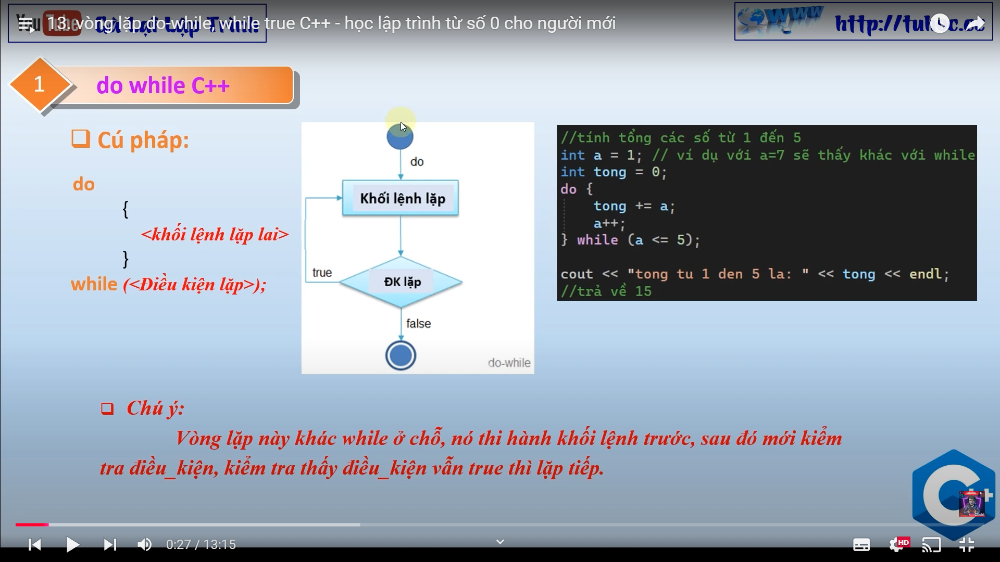 13. vòng lặp do-while, while true C++ - học lập trình từ số 0 cho người mới
1
do while C++
Cú pháp:
do
{
<khối lệnh lặp lai>
}
while (<Điều kiện lặp>);
do
Khối lệnh lặp
true
ĐK lặp
false
do-while
//tính tổng các số từ 1 đến 5
int a = 1; // ví dụ với a=7 sẽ thấy khác với while
int tong = 0;
do {
tong += a;
a++;
} while (a <= 5);
cout << "tong tu 1 den 5 la: " << tong << endl;
//trả về 15
Chú ý:
Vòng lặp này khác while ở chỗ, nó thi hành khối lệnh trước, sau đó mới kiểm
tra điều_kiện, kiểm tra thấy điều_kiện vẫn true thì lặp tiếp.
0:27 / 13:15
HD